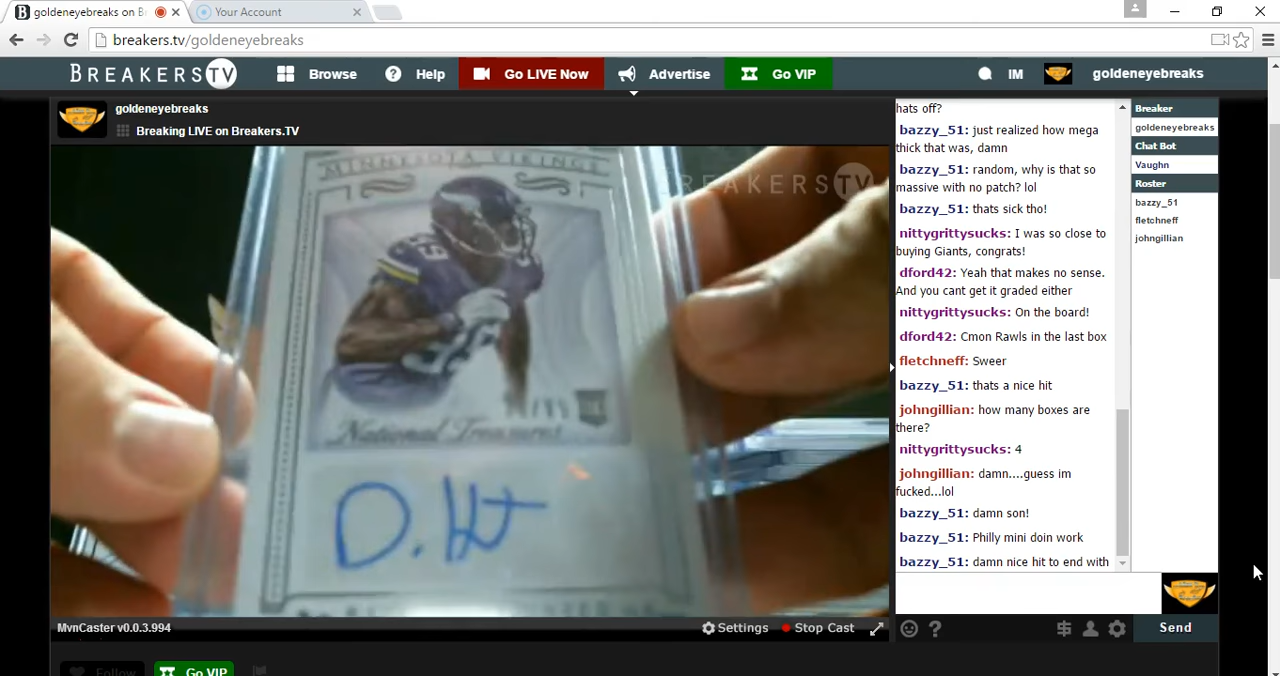 goldeneyebreaks on B
Your Account
breakers.tv/goldeneyebreaks
BREAKERSTV
Browse
Help
Go LIVE Now
Advertise
Go VIP
IM
goldeneyebreaks
goldeneyebreaks
Breaking LIVE on Breakers.TV
BREAKERSTV
MINNESOTA VIKINGS
National Treasures
MvnCaster v0.0.3.994
Settings
Stop Cast
Follow
Go VIP
hats off?
bazzy_51: just realized how mega
thick that was, damn
bazzy_51: random, why is that so
massive with no patch? lol
bazzy_51: thats sick tho!
nittygrittysucks: I was so close to
buying Giants, congrats!
dford42: Yeah that makes no sense.
And you cant get it graded either
nittygrittysucks: On the board!
dford42: Cmon Rawls in the last box
fletchneff: Sweer
bazzy_51: thats a nice hit
johngillian: how many boxes are
there?
nittygrittysucks: 4
johngillian: damn....guess im
fucked...lol
bazzy_51: damn son!
bazzy_51: Philly mini doin work
bazzy_51: damn nice hit to end with
Send
Breaker
goldeneyebreaks
Chat Bot
Vaughn
Roster
bazzy_51
fletchneff
johngillian